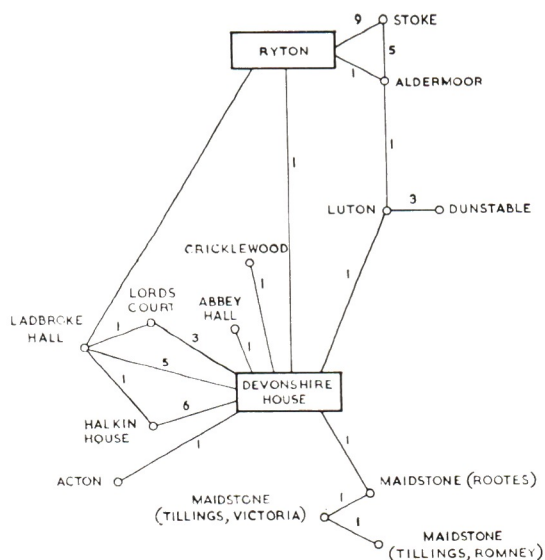 9
STOKE
RYTON
5
1
ALDERMOOR
1
1
LUTON
3
DUNSTABLE
CRICKLEWOOD
1
1
LORDS
COURT
ABBEY
HALL
LADBROKE
HALL
1
3
1
5
DEVONSHIRE
HOUSE
1
6
HALKIN
HOUSE
1
1
ACTON
MAIDSTONE (ROOTES)
MAIDSTONE
(TILLINGS, VICTORIA)
1
1
MAIDSTONE
(TILLINGS, ROMNEY)